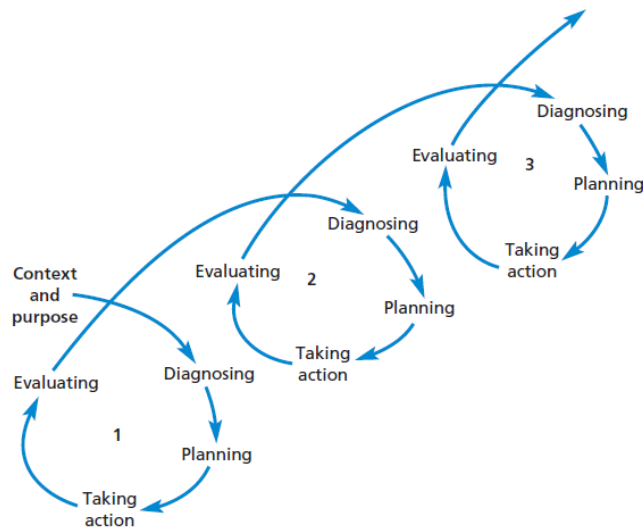 Context
and
purpose
Diagnosing
Planning
Taking
action
Evaluating
1
Diagnosing
Planning
Taking
action
Evaluating
2
Diagnosing
Planning
Taking
action
Evaluating
3